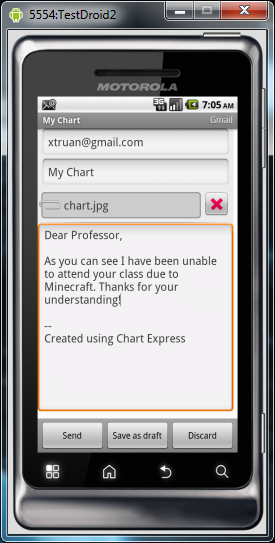 5554:TestDroid2
MOTOROLA
3G
7:05 AM
My Chart
Gmail
xtruan@gmail.com
My Chart
chart.jpg
Dear Professor,
As you can see I have been unable
to attend your class due to
Minecraft. Thanks for your
understanding!
--
Created using Chart Express
Send
Save as draft
Discard